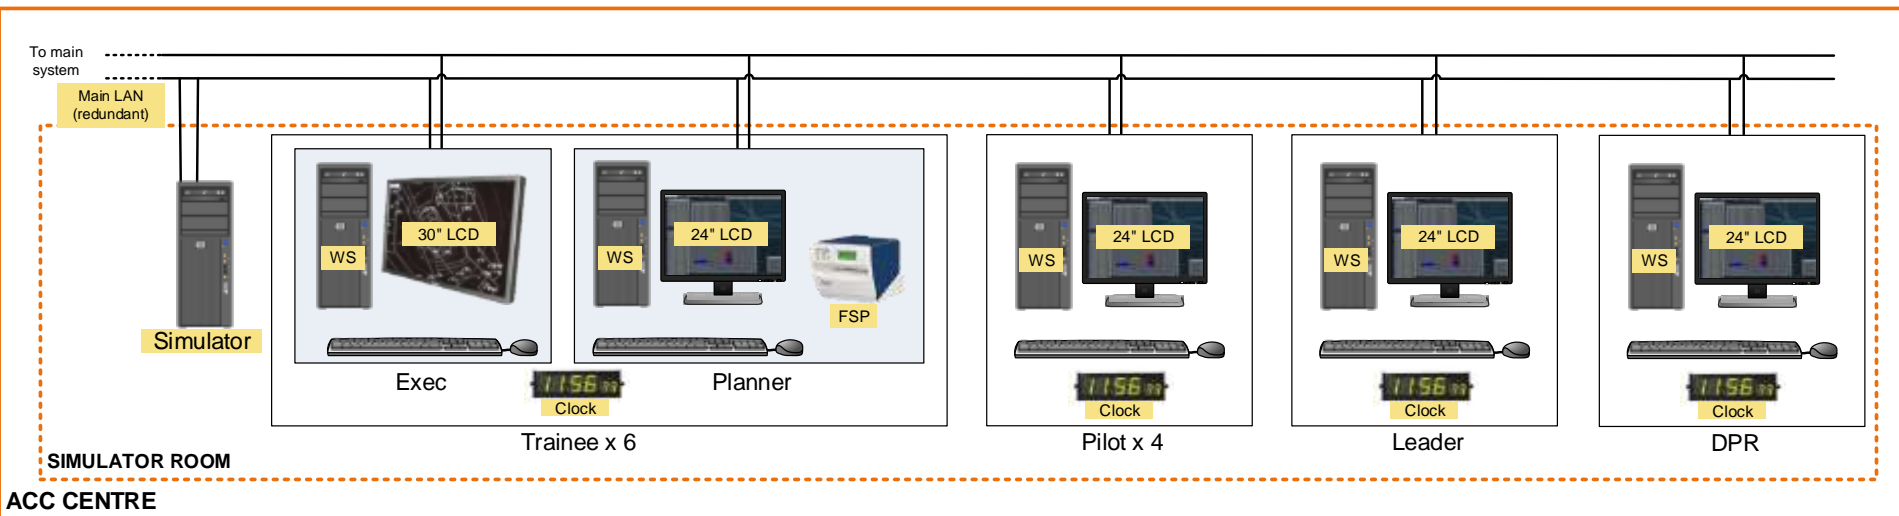 To main
system
Main LAN
(redundant)
30" LCD
24" LCD
24" LCD
24" LCD
24" LCD
WS
WS
WS
WS
WS
FSP
Simulator
Exec
Planner
1156
1156
1156
1156
Clock
Clock
Clock
Clock
Trainee x 6
Pilot x 4
Leader
DPR
SIMULATOR ROOM
ACC CENTRE